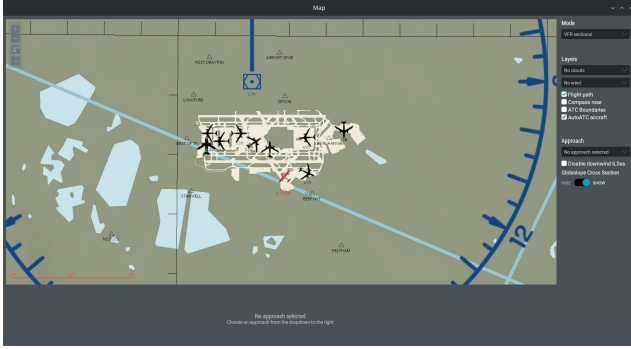 Map
Mode
VFR sectional
Layers
No clouds
No wind
Flight path
Compass rose
ATC Boundaries
AutoATC aircraft
Approach
No approach selected
Disable downwind ILSes
Glideslope Cross Section
HIDE
SHOW
WEST DRAYTON
AIRPORT SPUR
LON
LONGFORD
SIPSON
STANWELL
BEDFONT
FELTHAM
12
No approach selected.
Choose an approach from the dropdown to the right.